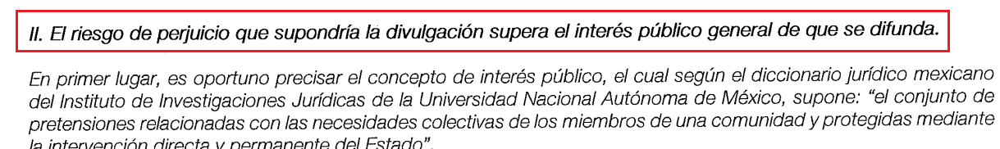 II. El riesgo de perjuicio que supondría la divulgación supera el interés público general de que se difunda.
En primer lugar, es oportuno precisar el concepto de interés público, el cual según el diccionario jurídico mexicano
del Instituto de Investigaciones Jurídicas de la Universidad Nacional Autónoma de México, supone: “el conjunto de
pretensiones relacionadas con las necesidades colectivas de los miembros de una comunidad y protegidas mediante
la intervención directa y permanente del Estado”.